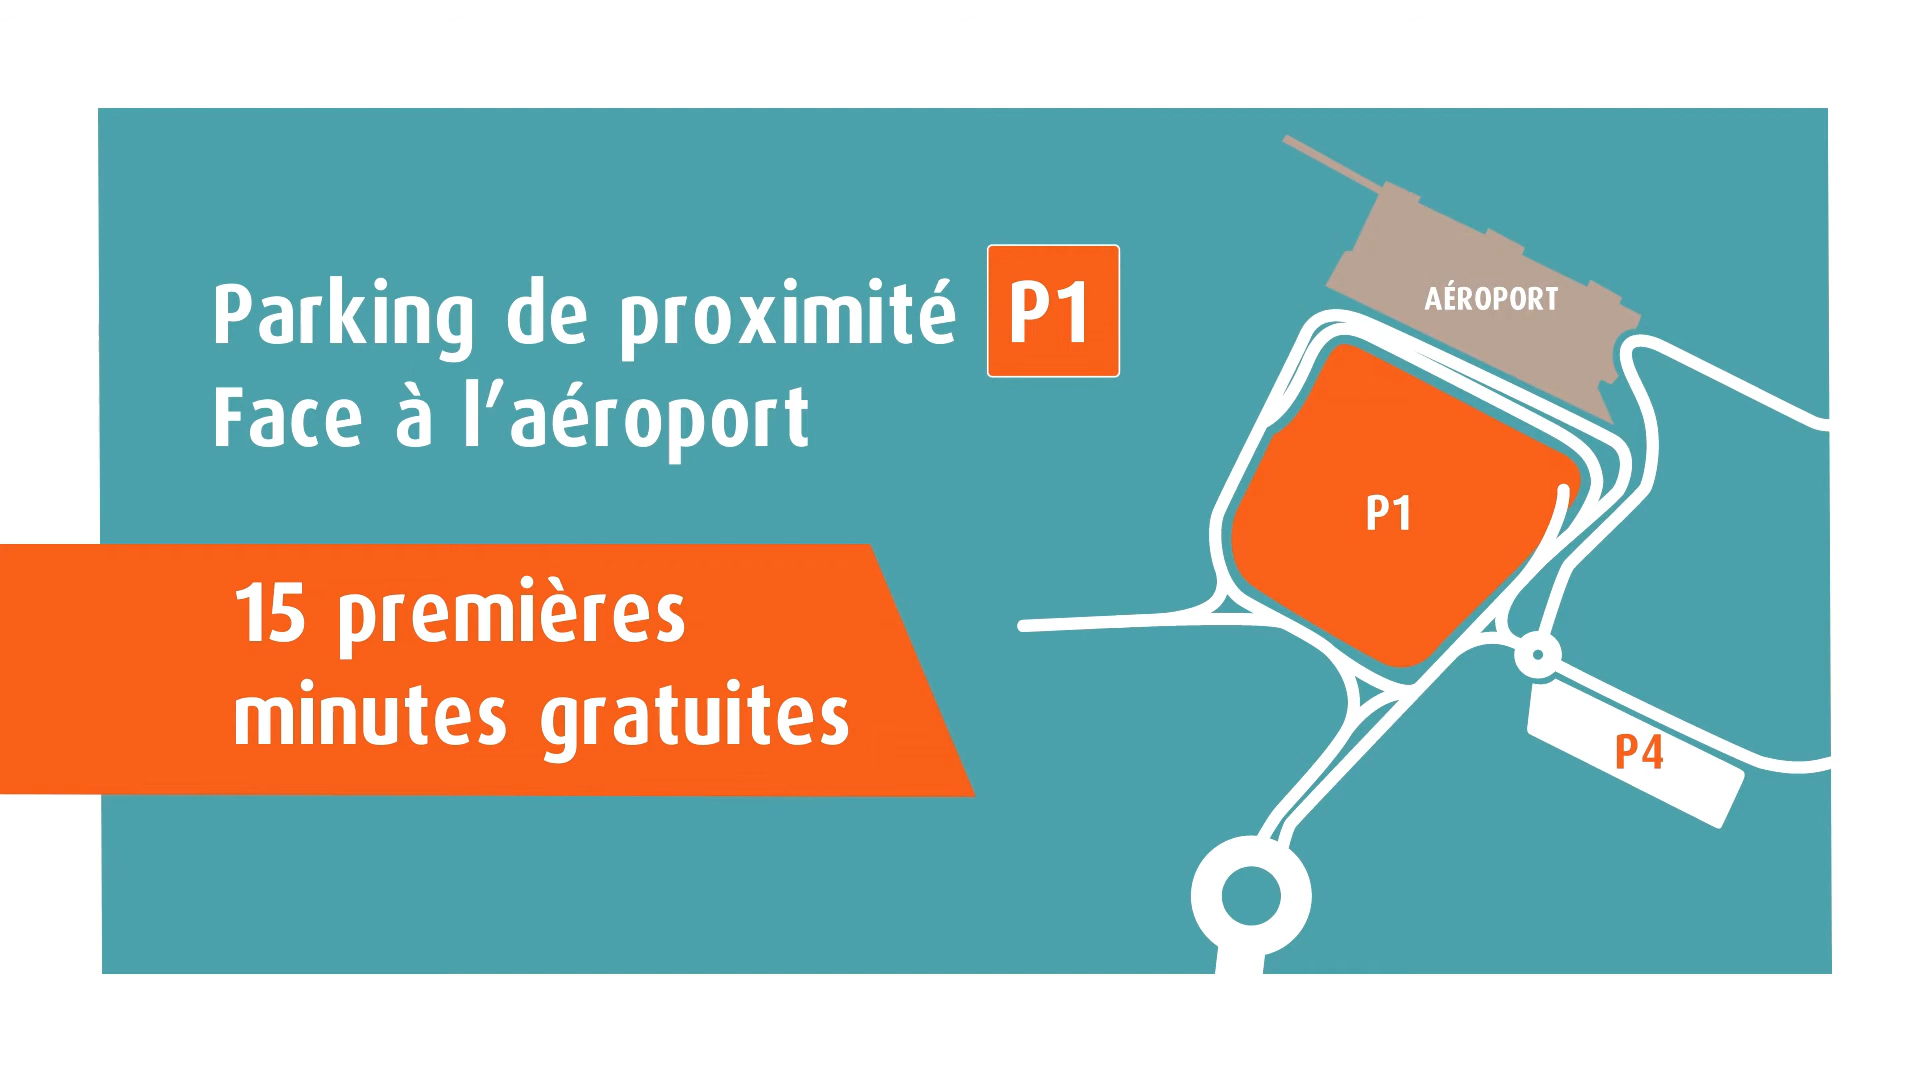 Parking de proximité P1
Face à l’aéroport
15 premières
minutes gratuites
AÉROPORT
P1
P4